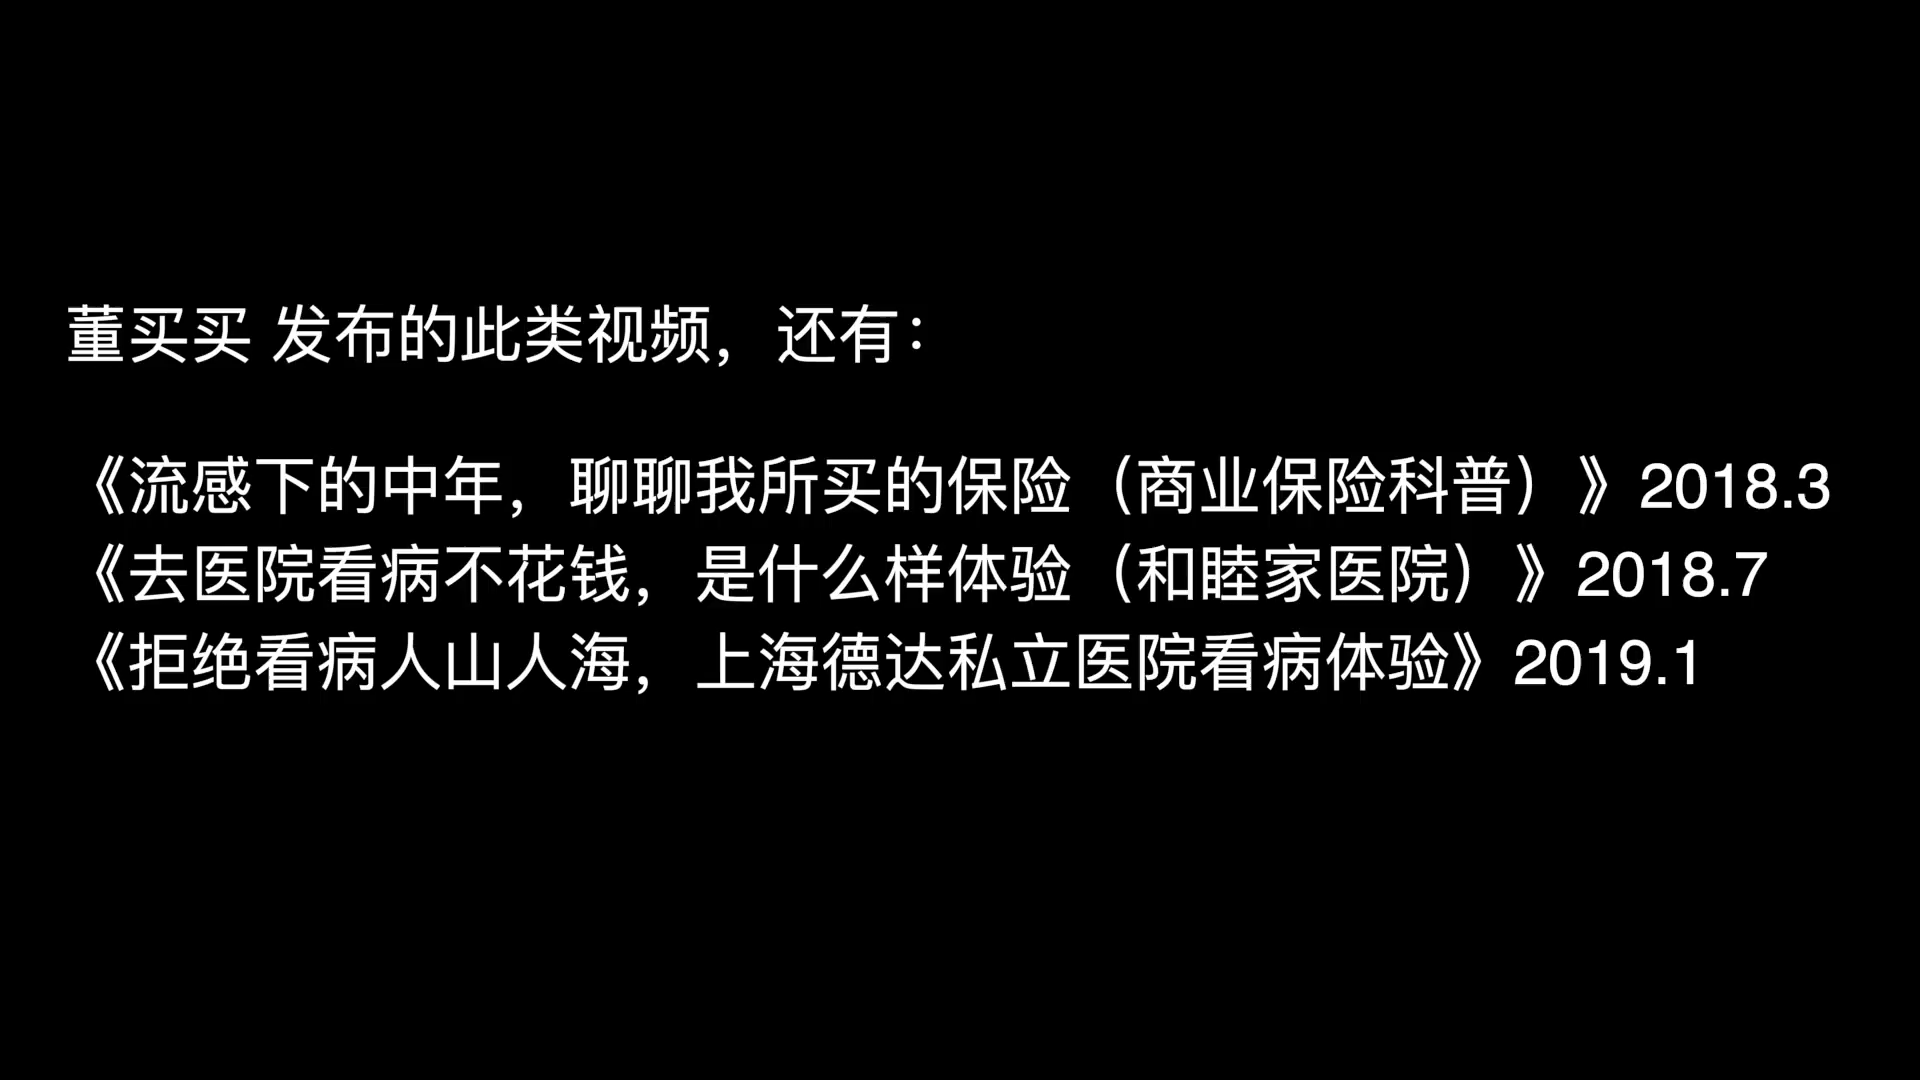 董买买 发布的此类视频，还有：
《流感下的中年，聊聊我所买的保险（商业保险科普）》2018.3
《去医院看病不花钱，是什么样体验（和睦家医院）》2018.7
《拒绝看病人山人海，上海德达私立医院看病体验》2019.1